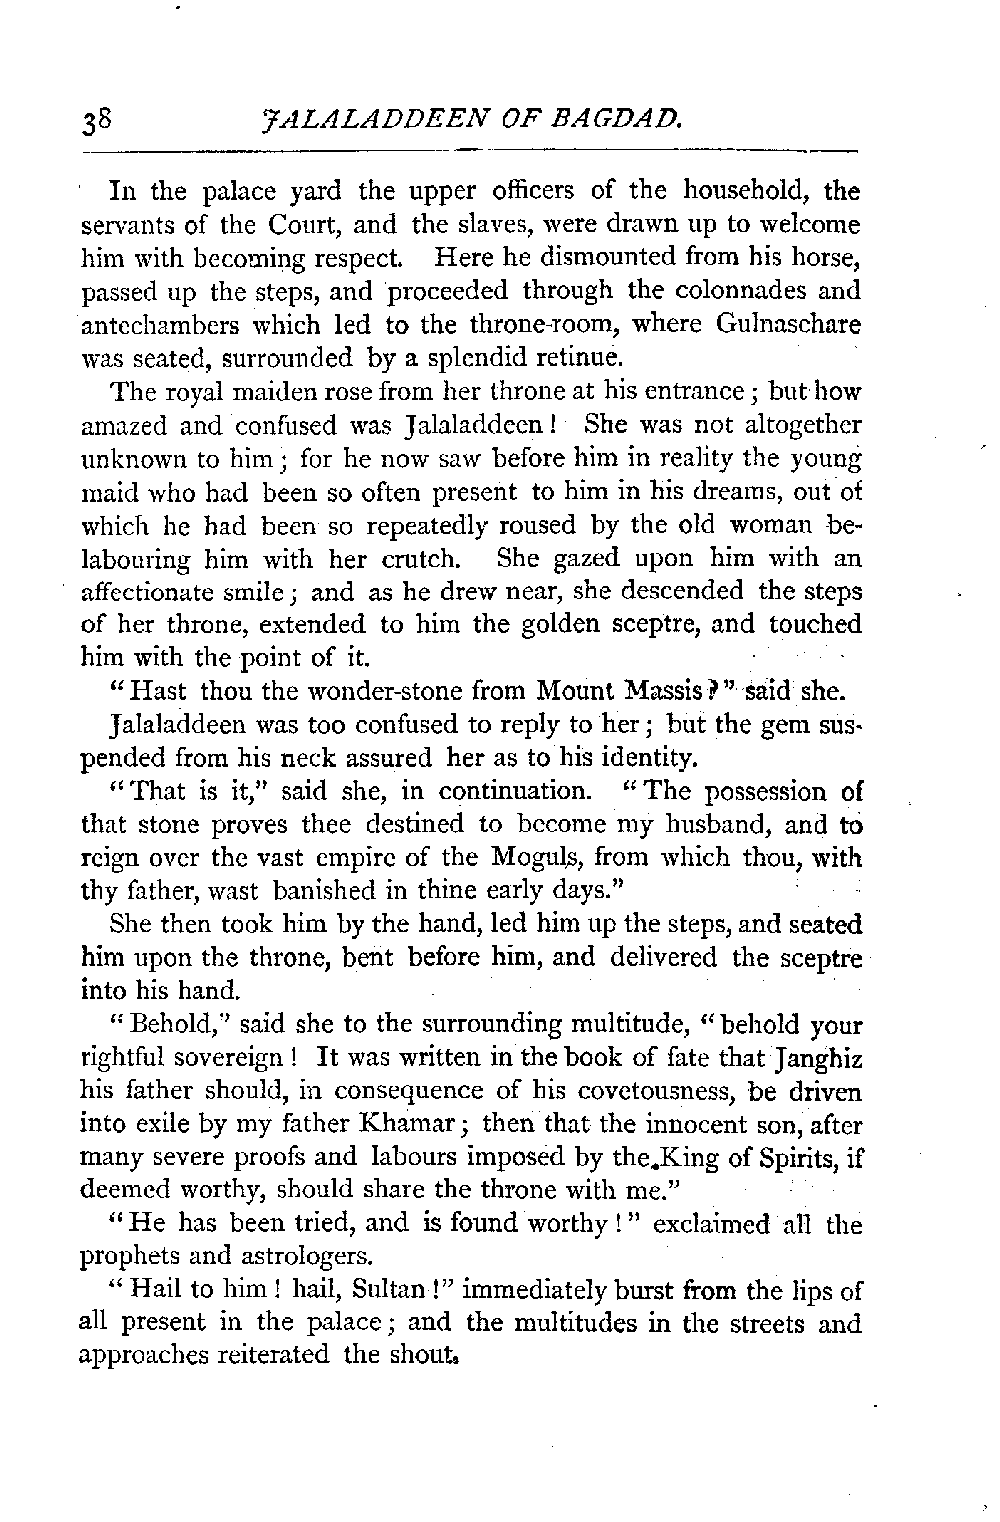 38 JALALADDEEN OF BAGDAD.
In the palace yard the upper officers of the household, the
servants of the Court, and the slaves, were drawn up to welcome
him with becoming respect. Here he dismounted from his horse,
passed up the steps, and proceeded through the colonnades and
antechambers which led to the throne-room, where Gulnaschare
was seated, surrounded by a splendid retinue.
The royal maiden rose from her throne at his entrance; but how
amazed and confused was Jalaladdeen! She was not altogether
unknown to him; for he now saw before him in reality the young
maid who had been so often present to him in his dreams, out of
which he had been so repeatedly roused by the old woman be-
labouring him with her crutch. She gazed upon him with an
affectionate smile; and as he drew near, she descended the steps
of her throne, extended to him the golden sceptre, and touched
him with the point of it.
"Hast thou the wonder-stone from Mount Massis?" said she.
Jalaladdeen was too confused to reply to her; but the gem sus-
pended from his neck assured her as to his identity.
"That is it," said she, in continuation. "The possession of
that stone proves thee destined to become my husband, and to
reign over the vast empire of the Moguls, from which thou, with
thy father, wast banished in thine early days."
She then took him by the hand, led him up the steps, and seated
him upon the throne, bent before him, and delivered the sceptre
into his hand.
"Behold," said she to the surrounding multitude, "behold your
rightful sovereign! It was written in the book of fate that Janghiz
his father should, in consequence of his covetousness, be driven
into exile by my father Khamar; then that the innocent son, after
many severe proofs and labours imposed by the King of Spirits, if
deemed worthy, should share the throne with me."
"He has been tried, and is found worthy!" exclaimed all the
prophets and astrologers.
"Hail to him! hail, Sultan!" immediately burst from the lips of
all present in the palace; and the multitudes in the streets and
approaches reiterated the shout.